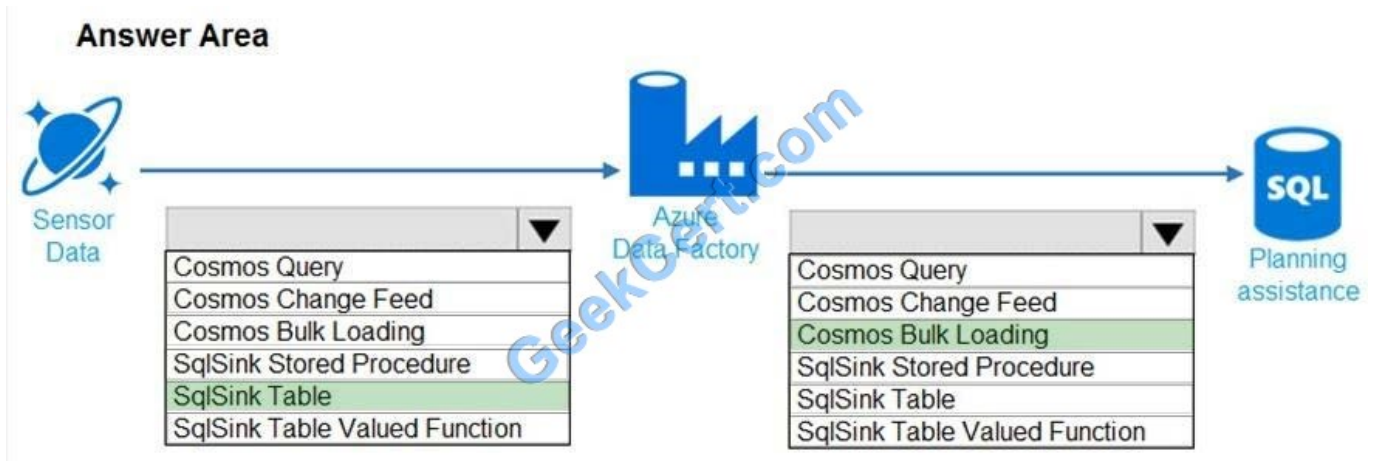 Answer Area
Sensor
Data
Cosmos Query
Cosmos Change Feed
Cosmos Bulk Loading
SqlSink Stored Procedure
SqlSink Table
SqlSink Table Valued Function
Azure
Data Factory
Cosmos Query
Cosmos Change Feed
Cosmos Bulk Loading
SqlSink Stored Procedure
SqlSink Table
SqlSink Table Valued Function
SQL
Planning
assistance
GeekCert.com